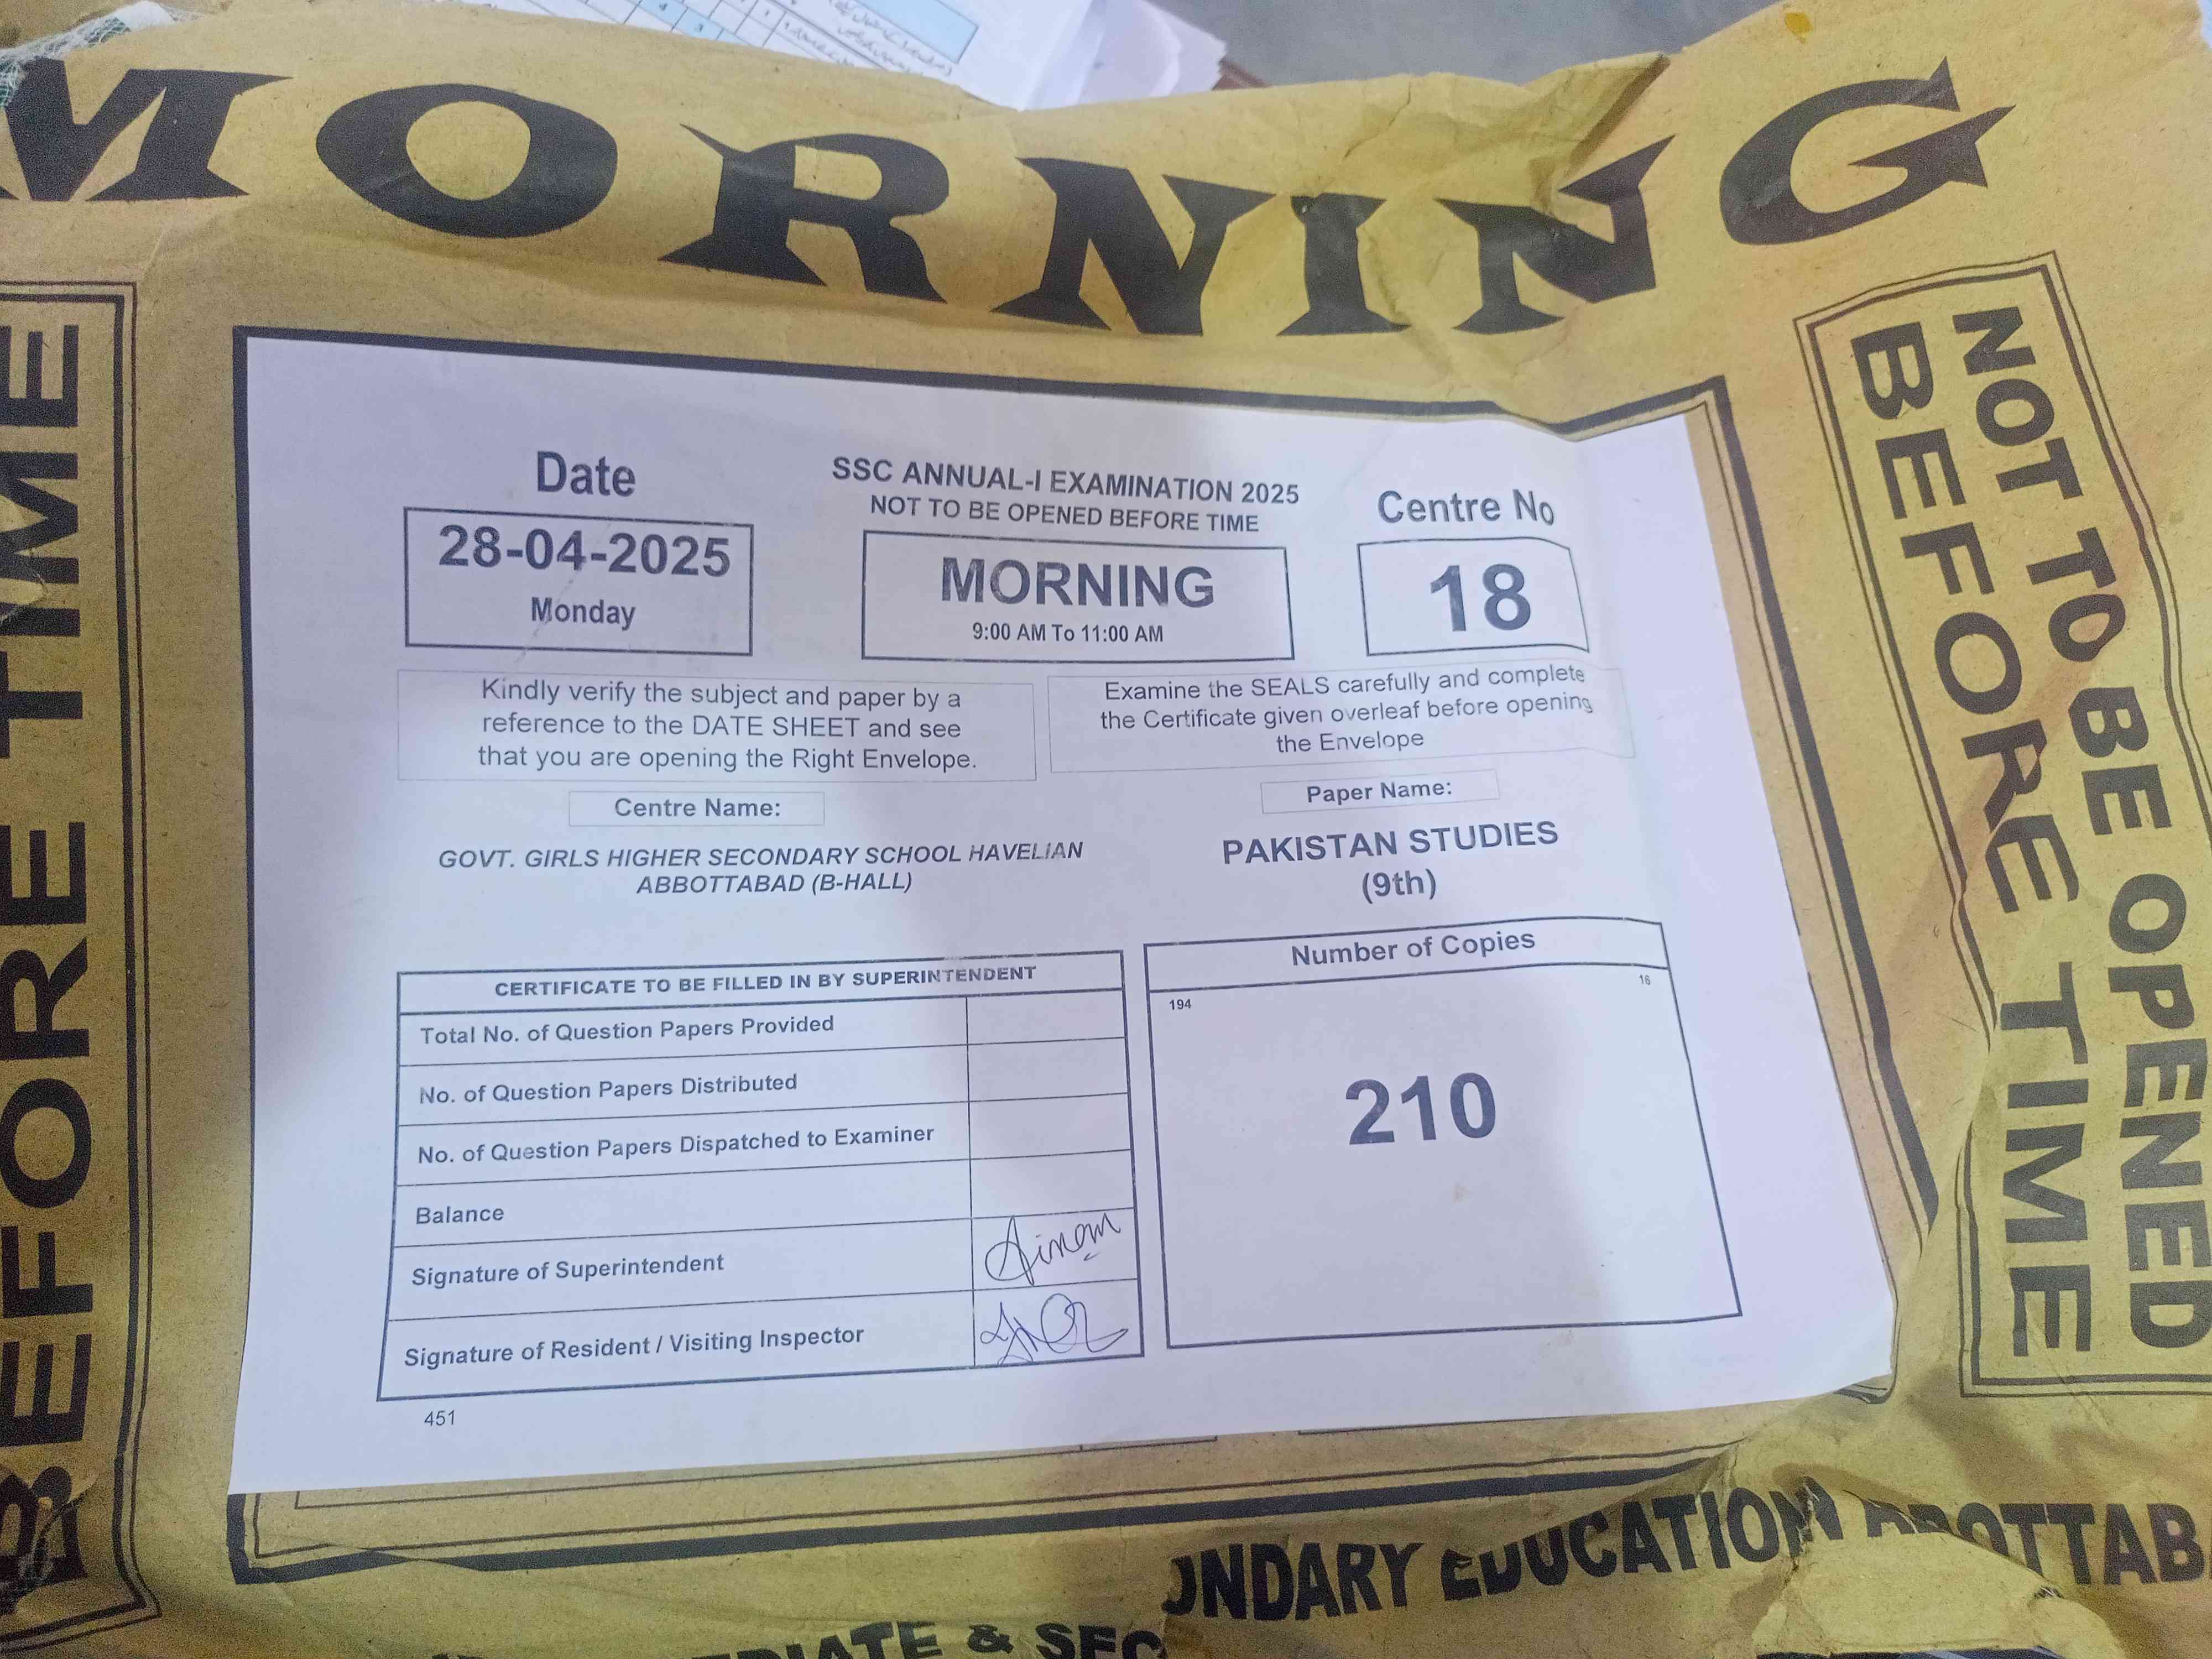 MORNING
BEFORE TIME
NOT TO BE OPENED
BEFORE TIME
Date
28-04-2025
Monday
SSC ANNUAL-I EXAMINATION 2025
NOT TO BE OPENED BEFORE TIME
MORNING
9:00 AM To 11:00 AM
Centre No
18
Kindly verify the subject and paper by a
reference to the DATE SHEET and see
that you are opening the Right Envelope.
Examine the SEALS carefully and complete
the Certificate given overleaf before opening
the Envelope
Centre Name:
GOVT. GIRLS HIGHER SECONDARY SCHOOL HAVELIAN
ABBOTTABAD (B-HALL)
Paper Name:
PAKISTAN STUDIES
(9th)
CERTIFICATE TO BE FILLED IN BY SUPERINTENDENT
Total No. of Question Papers Provided
No. of Question Papers Distributed
No. of Question Papers Dispatched to Examiner
Balance
Signature of Superintendent
Signature of Resident / Visiting Inspector
Number of Copies
194
16
210
451
ONDARY EDUCATION ABBOTTAB
DIATE & SEC